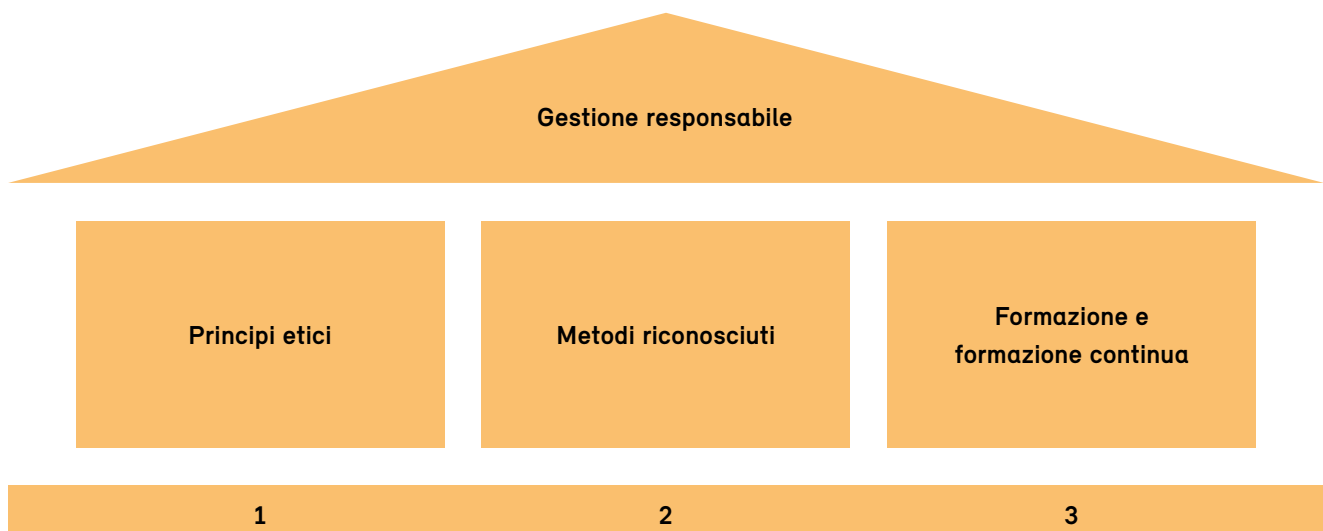 Gestione responsabile
Principi etici
Metodi riconosciuti
Formazione e
formazione continua
1
2
3